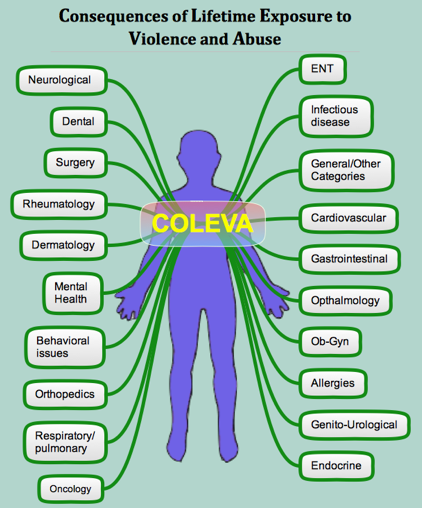 Consequences of Lifetime Exposure to
Violence and Abuse
Neurological
Dental
Surgery
Rheumatology
Dermatology
Mental
Health
Behavioral
issues
Orthopedics
Respiratory/
pulmonary
Oncology
COLEVA
ENT
Infectious
disease
General/Other
Categories
Cardiovascular
Gastrointestinal
Opthalmology
Ob-Gyn
Allergies
Genito-Urological
Endocrine